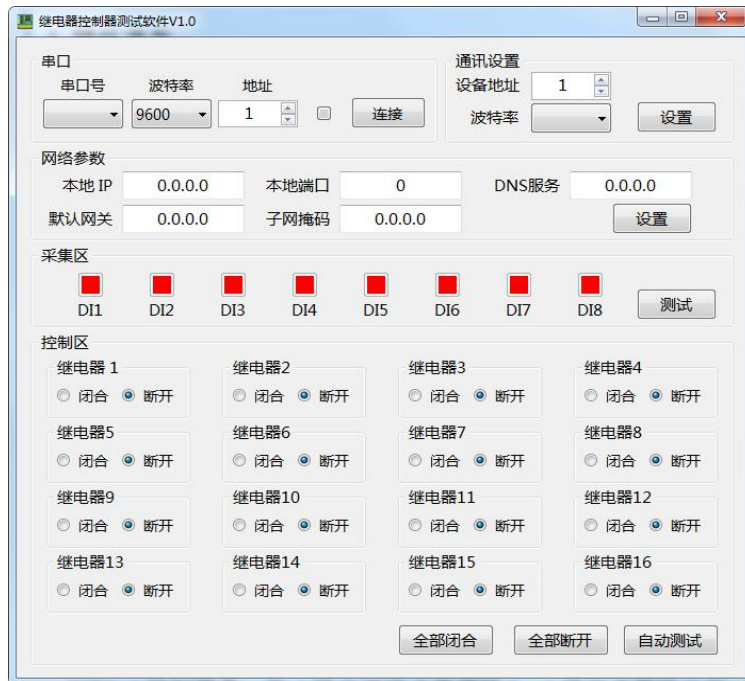 继电器控制器测试软件V1.0
串口 通讯设置
串口号 波特率 地址 设备地址 1
9600 1 连接 波特率 设置
网络参数
本地 IP 0.0.0.0 本地端口 0 DNS服务 0.0.0.0
默认网关 0.0.0.0 子网掩码 0.0.0.0 设置
采集区
DI1 DI2 DI3 DI4 DI5 DI6 DI7 DI8 测试
控制区
继电器 1 继电器2 继电器3 继电器4
闭合 断开 闭合 断开 闭合 断开 闭合 断开
继电器5 继电器6 继电器7 继电器8
闭合 断开 闭合 断开 闭合 断开 闭合 断开
继电器9 继电器10 继电器11 继电器12
闭合 断开 闭合 断开 闭合 断开 闭合 断开
继电器13 继电器14 继电器15 继电器16
闭合 断开 闭合 断开 闭合 断开 闭合 断开
全部闭合 全部断开 自动测试